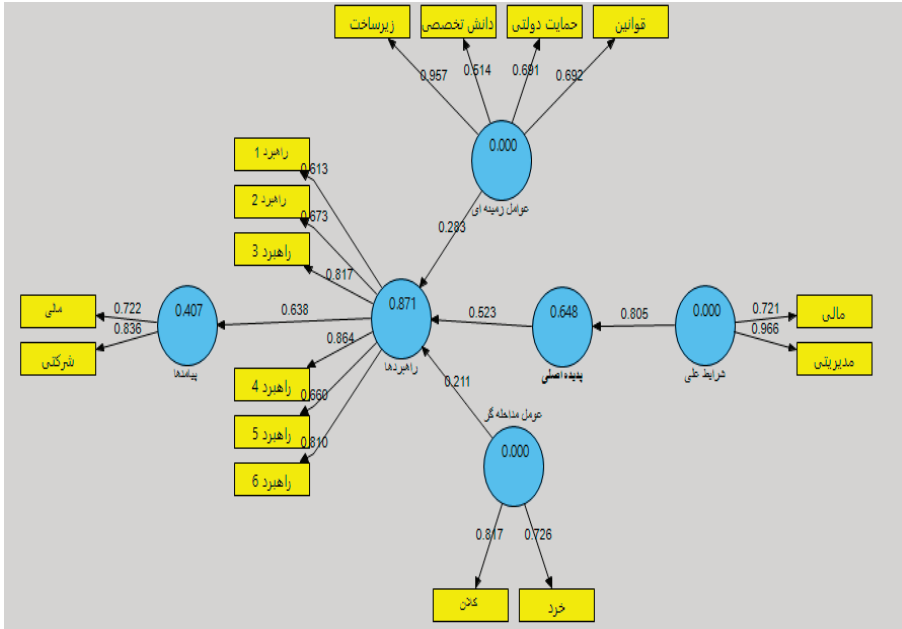 زیرساخت
دانش تخصصی
حمایت دولتی
قوانین
0.957
0.514
0.691
0.692
0.000
عوامل زمینه ای
0.283
راهبرد 1
0.613
راهبرد 2
0.673
راهبرد 3
0.817
ملی
0.722
شرکتی
0.836
0.407
پیامدها
0.638
0.871
راهبردها
0.523
0.648
پدیده اصلی
0.805
0.000
شرایط علی
0.721
مالی
0.966
مدیریتی
0.864
راهبرد 4
0.660
راهبرد 5
0.810
راهبرد 6
0.211
عومل مداخله گر
0.000
0.817
0.726
کلان
خرد